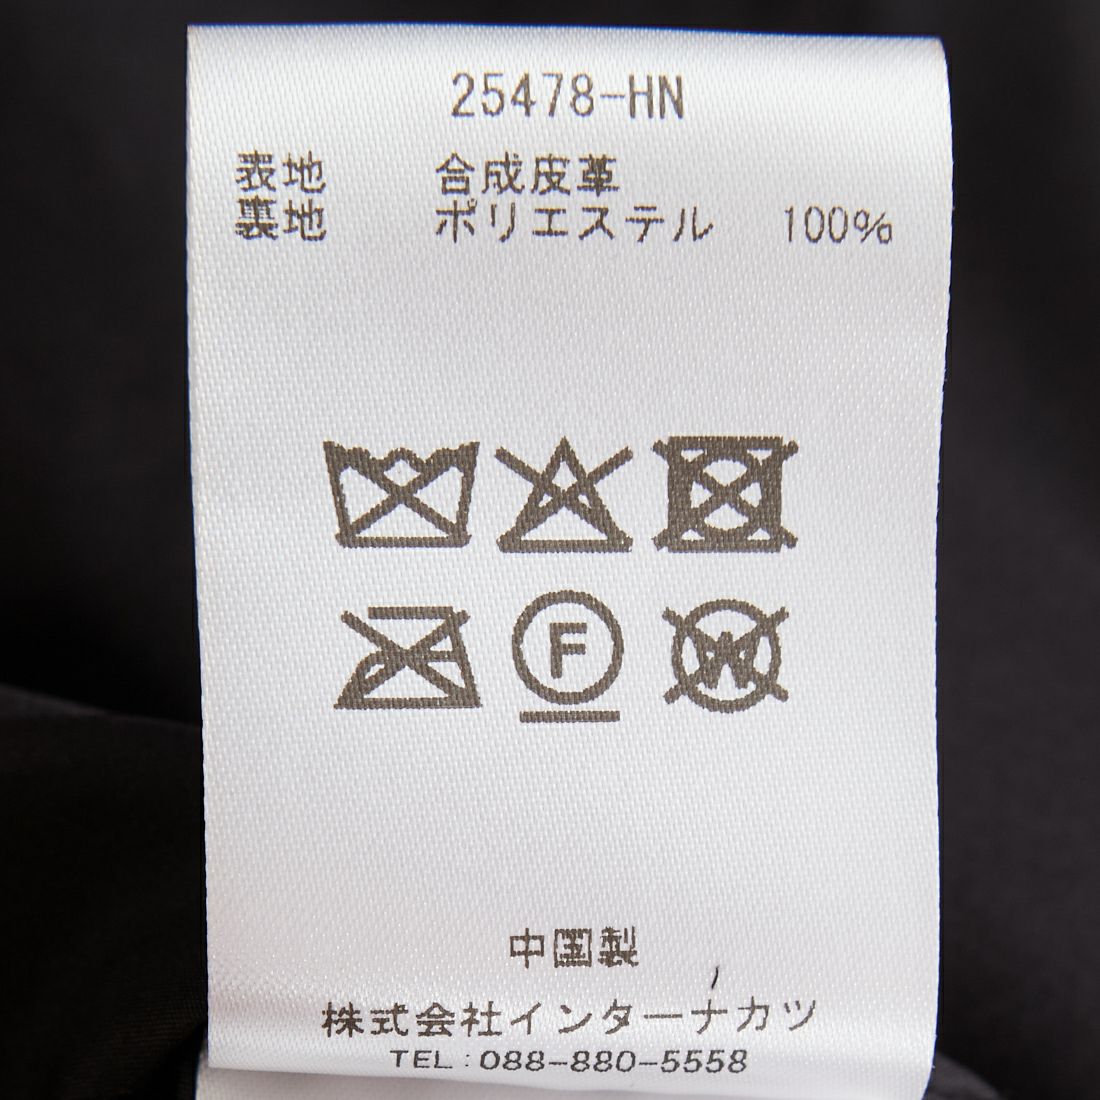 25478-HN
表地 合成皮革
裏地 ポリエステル 100%
F
W
中国製
株式会社インターナカツ
TEL：088-880-5558